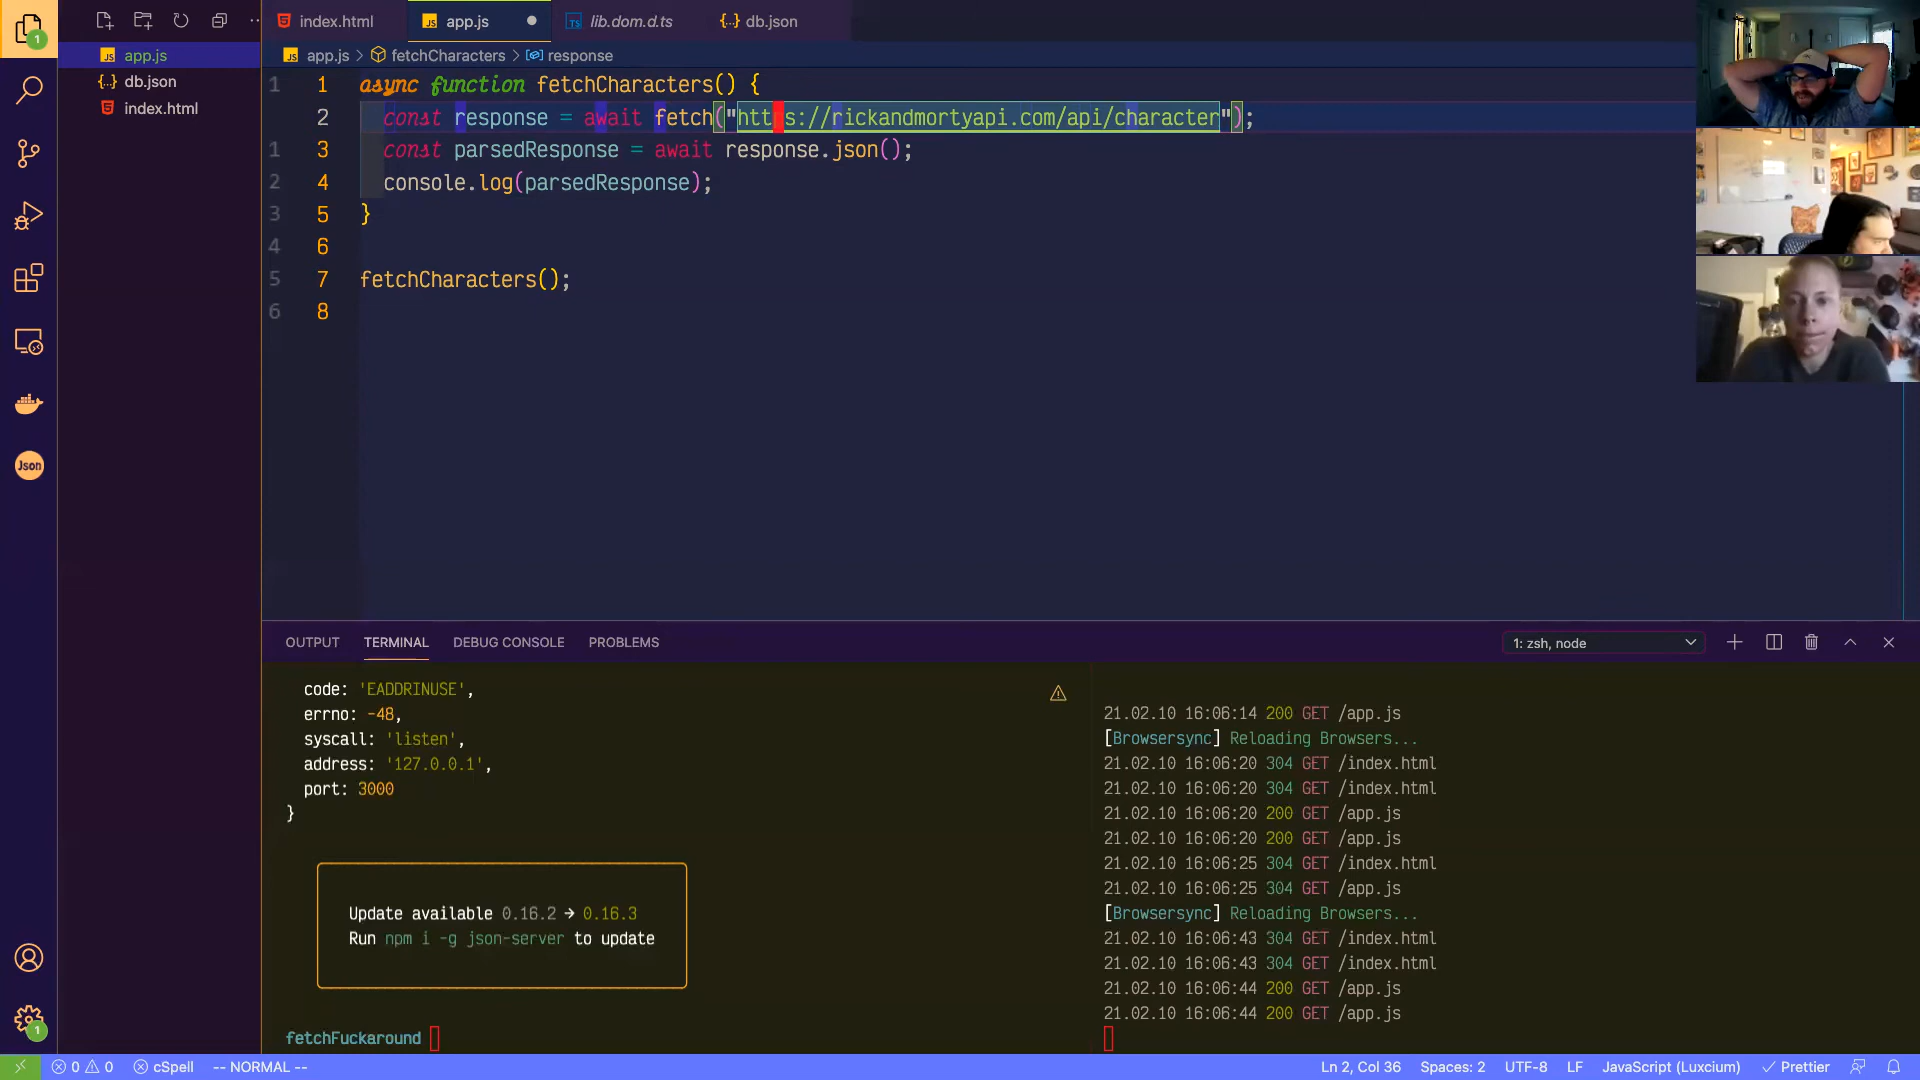 index.html
app.js
lib.dom.d.ts
db.json
1
app.js
db.json
index.html
app.js > fetchCharacters > response
1 1 async function fetchCharacters() {
2 const response = await fetch("https://rickandmortyapi.com/api/character");
1 3 const parsedResponse = await response.json();
2 4 console.log(parsedResponse);
3 5 }
4 6
5 7 fetchCharacters();
6 8
Json
OUTPUT TERMINAL DEBUG CONSOLE PROBLEMS
1: zsh, node
code: 'EADDRINUSE',
errno: -48,
syscall: 'listen',
address: '127.0.0.1',
port: 3000
}
Update available 0.16.2 → 0.16.3
Run npm i -g json-server to update
fetchFuckaround
21.02.10 16:06:14 200 GET /app.js
[Browsersync] Reloading Browsers...
21.02.10 16:06:20 304 GET /index.html
21.02.10 16:06:20 304 GET /index.html
21.02.10 16:06:20 200 GET /app.js
21.02.10 16:06:20 200 GET /app.js
21.02.10 16:06:25 304 GET /index.html
21.02.10 16:06:25 304 GET /app.js
[Browsersync] Reloading Browsers...
21.02.10 16:06:43 304 GET /index.html
21.02.10 16:06:43 304 GET /index.html
21.02.10 16:06:44 200 GET /app.js
21.02.10 16:06:44 200 GET /app.js
1
0 0 cSpell -- NORMAL --
Ln 2, Col 36 Spaces: 2 UTF-8 LF JavaScript (Luxcium) Prettier